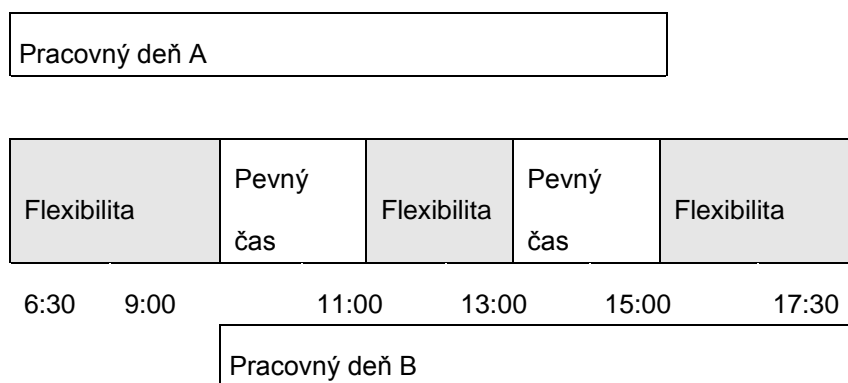 Pracovný deň A
Flexibilita
Pevný
čas
Flexibilita
Pevný
čas
Flexibilita
6:30 9:00 11:00 13:00 15:00 17:30
Pracovný deň B